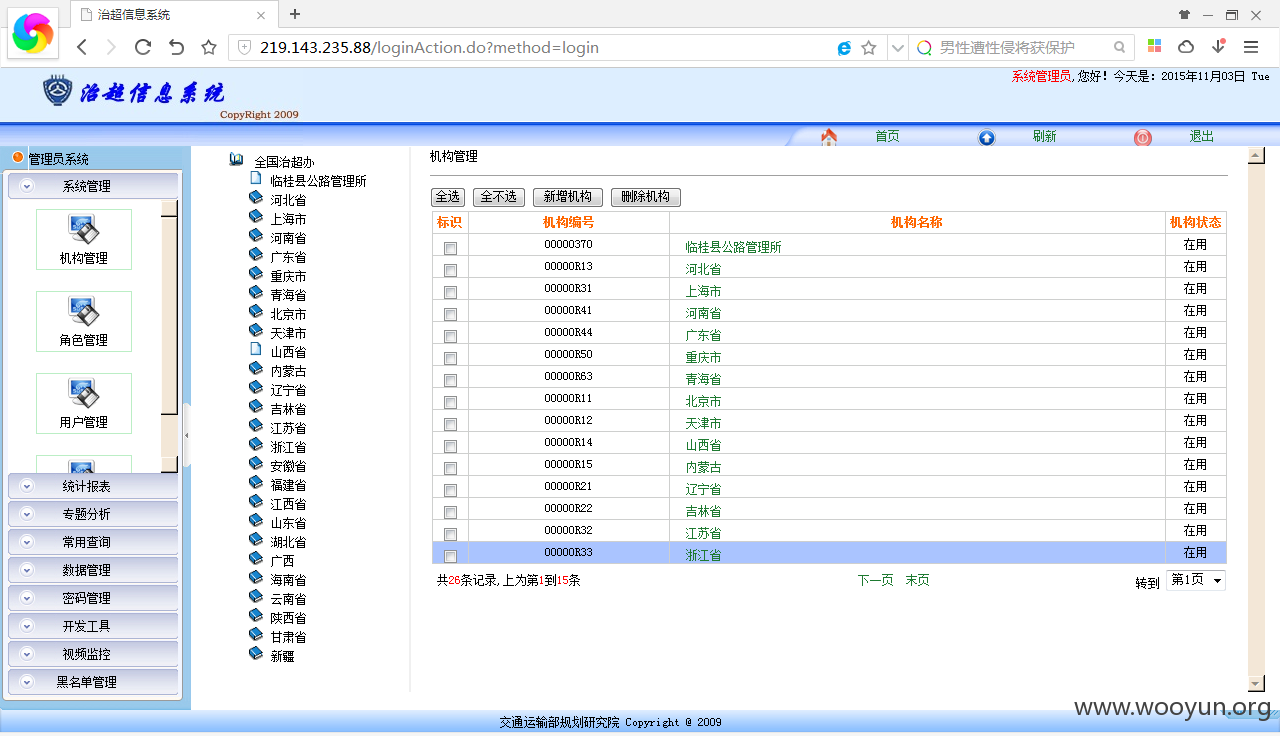 治超信息系统
219.143.235.88/loginAction.do?method=login
男性遭性侵将获保护
治超信息系统
CopyRight 2009
系统管理员,您好! 今天是: 2015年11月03日 Tue
首页 刷新 退出
管理员系统
系统管理
机构管理
角色管理
用户管理
统计报表
专题分析
常用查询
数据管理
密码管理
开发工具
视频监控
黑名单管理
全国治超办
临桂县公路管理所
河北省
上海市
河南省
广东省
重庆市
青海省
北京市
天津市
山西省
内蒙古
辽宁省
吉林省
江苏省
浙江省
安徽省
福建省
江西省
山东省
湖北省
广西
海南省
云南省
陕西省
甘肃省
新疆
机构管理
全选 全不选 新增机构 删除机构
标识 机构编号 机构名称 机构状态
00000370 临桂县公路管理所 在用
00000R13 河北省 在用
00000R31 上海市 在用
00000R41 河南省 在用
00000R44 广东省 在用
00000R50 重庆市 在用
00000R63 青海省 在用
00000R11 北京市 在用
00000R12 天津市 在用
00000R14 山西省 在用
00000R15 内蒙古 在用
00000R21 辽宁省 在用
00000R22 吉林省 在用
00000R32 江苏省 在用
00000R33 浙江省 在用
共26条记录,上为第1到15条 下一页 末页 转到 第1页
交通运输部规划研究院 Copyright @ 2009
www.wooyun.org